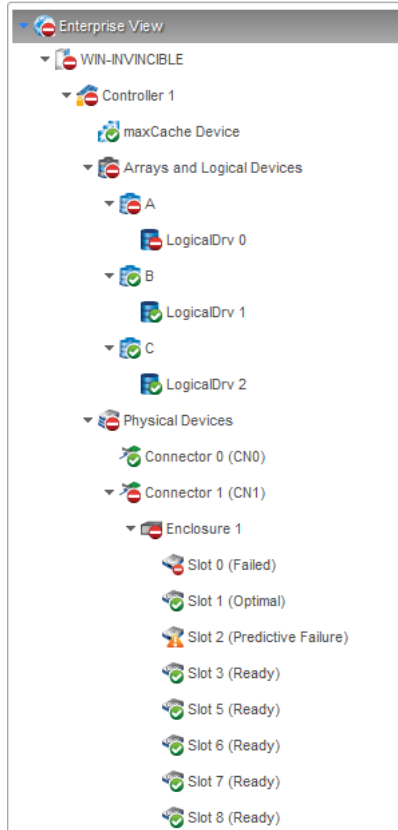 Enterprise View
WIN-INVINCIBLE
Controller 1
maxCache Device
Arrays and Logical Devices
A
LogicalDrv 0
B
LogicalDrv 1
C
LogicalDrv 2
Physical Devices
Connector 0 (CN0)
Connector 1 (CN1)
Enclosure 1
Slot 0 (Failed)
Slot 1 (Optimal)
Slot 2 (Predictive Failure)
Slot 3 (Ready)
Slot 5 (Ready)
Slot 6 (Ready)
Slot 7 (Ready)
Slot 8 (Ready)